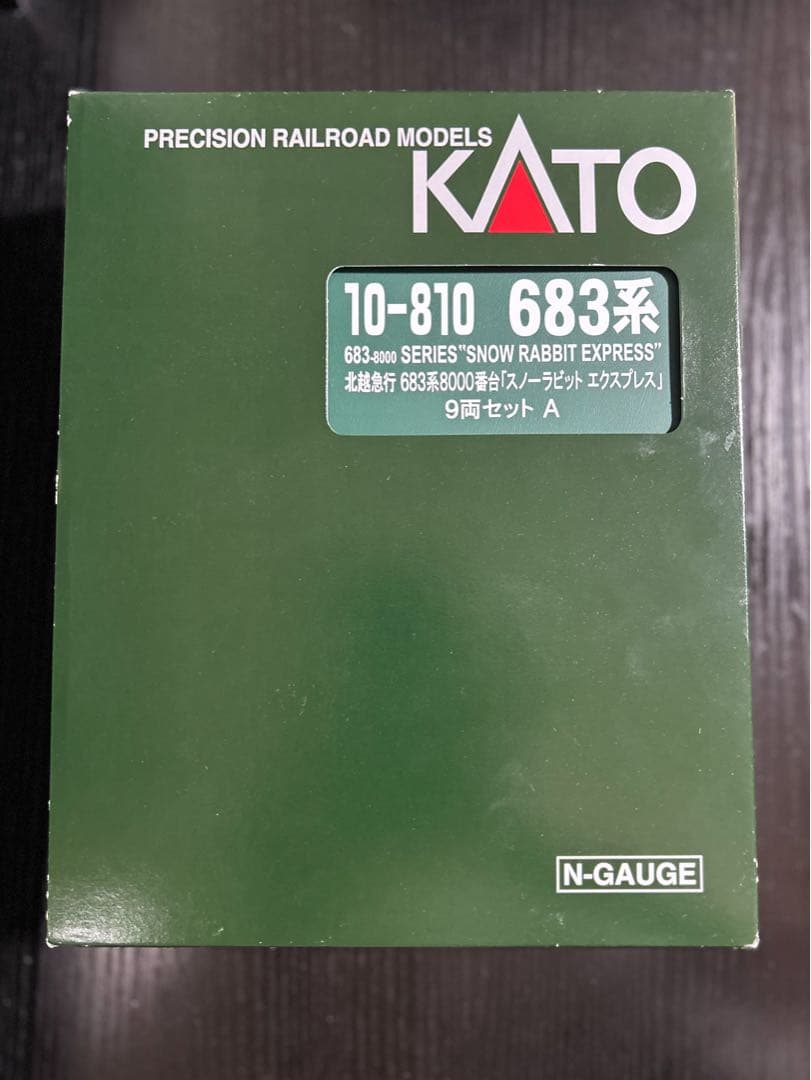 PRECISION RAILROAD MODELS
KATO
10-810 683系
683-8000 SERIES"SNOW RABBIT EXPRESS"
北越急行 683系8000番台「スノーラビット エクスプレス」
9両セット A
N-GAUGE